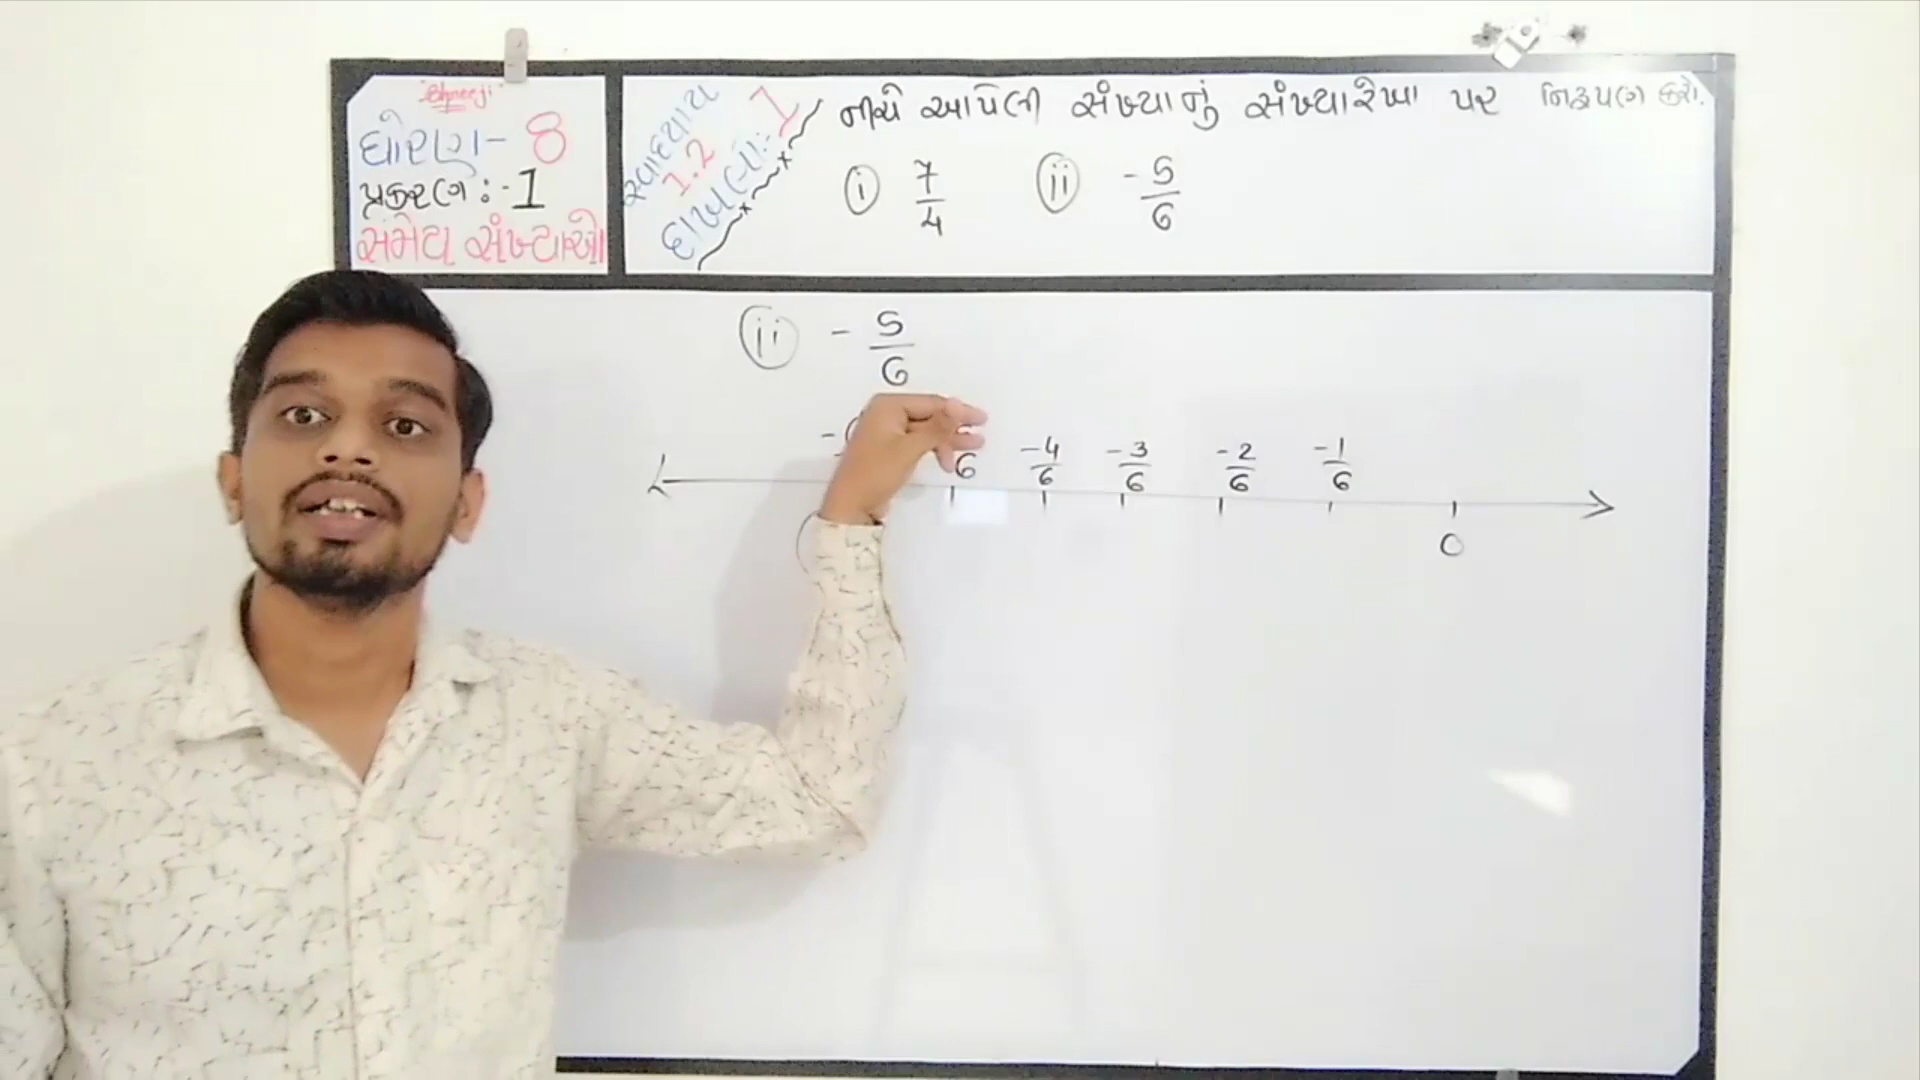 Shreeji
ધોરણ- 8
પ્રકરણ :- 1
સંમેય સંખ્યાઓ
સ્વાધ્યાય
1.2
દાખલો:- 1
નીચે આપેલી સંખ્યાનું સંખ્યારેખા પર નિરૂપણ કરો.
(i) 7/4 (ii) -5/6
(ii) -5/6
-4/6 -3/6 -2/6 -1/6
0